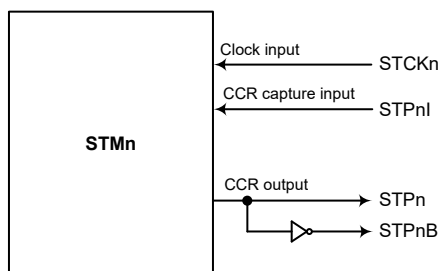 Clock input
STCKn
CCR capture input
STPnI
STMn
CCR output
STPn
STPnB